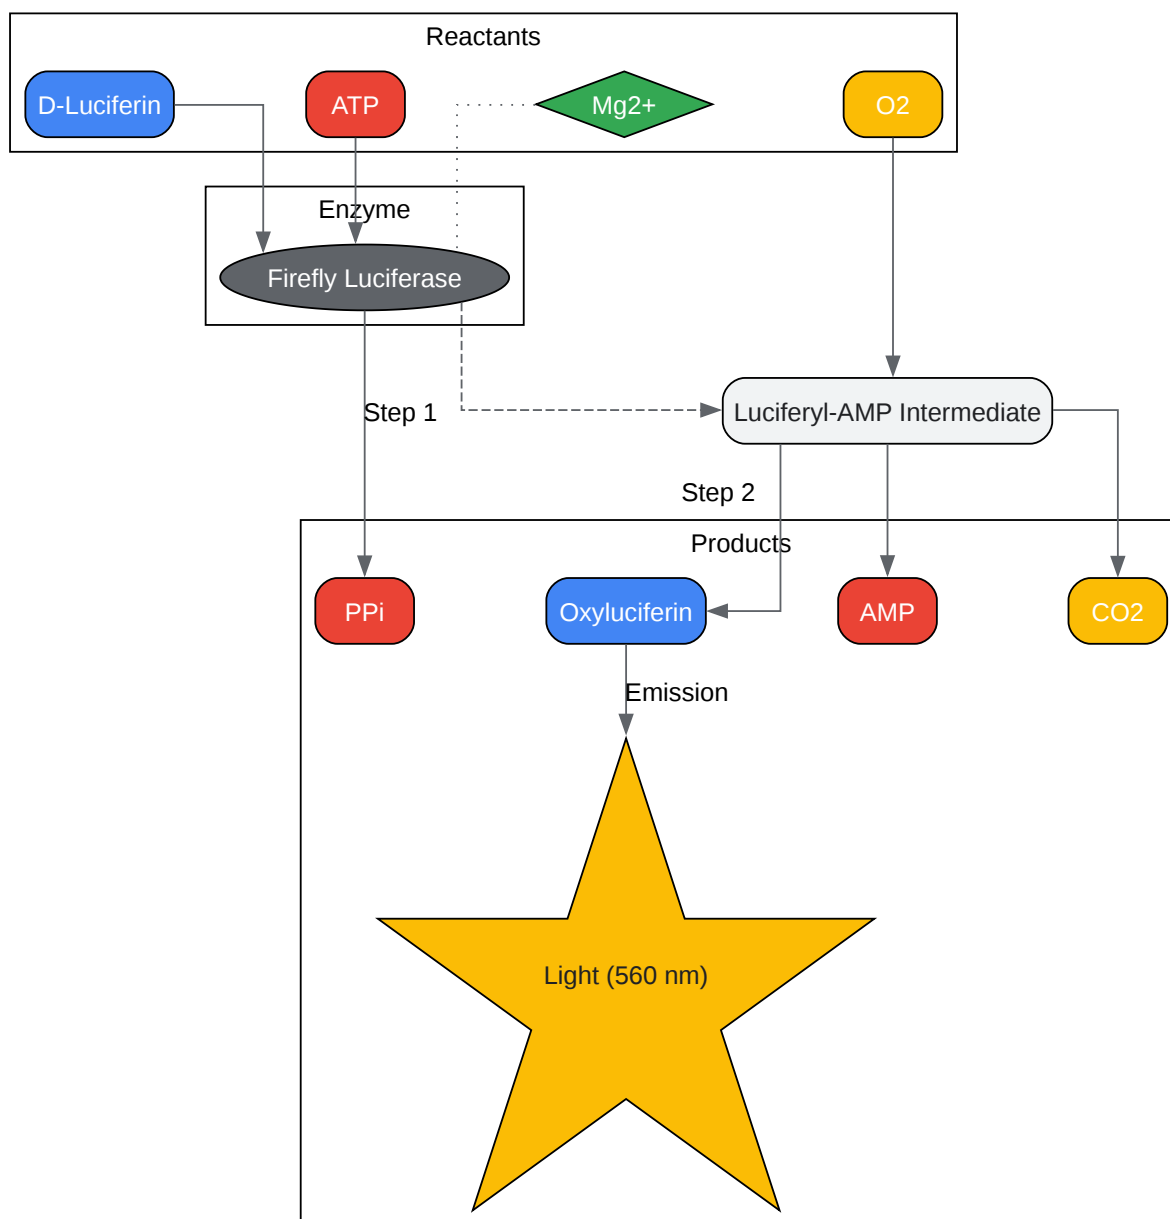 Reactants
D-Luciferin
ATP
Mg2+
O2
Enzyme
Firefly Luciferase
Step 1
Luciferyl-AMP Intermediate
Step 2
Products
PPi
Oxyluciferin
AMP
CO2
Emission
Light (560 nm)